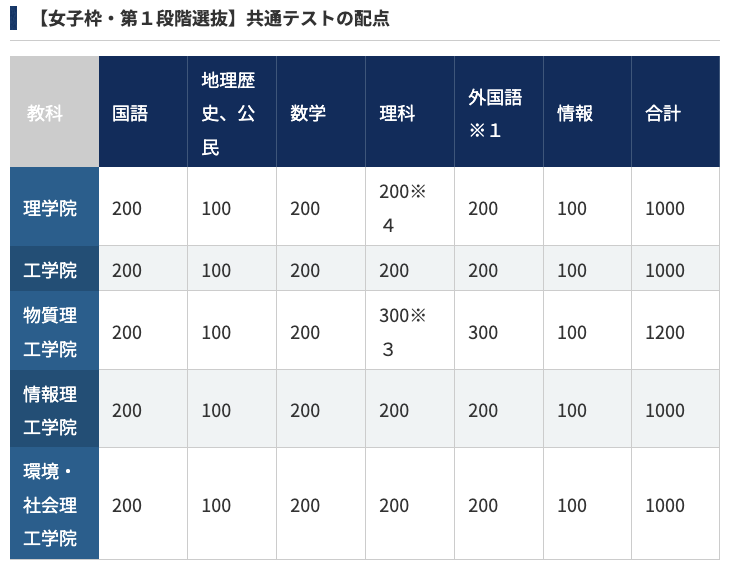 【女子枠・第１段階選抜】共通テストの配点
教科 国語 地理歴史、公民 数学 理科 外国語※１ 情報 合計
理学院 200 100 200 200※４ 200 100 1000
工学院 200 100 200 200 200 100 1000
物質理工学院 200 100 200 300※３ 300 100 1200
情報理工学院 200 100 200 200 200 100 1000
環境・社会理工学院 200 100 200 200 200 100 1000